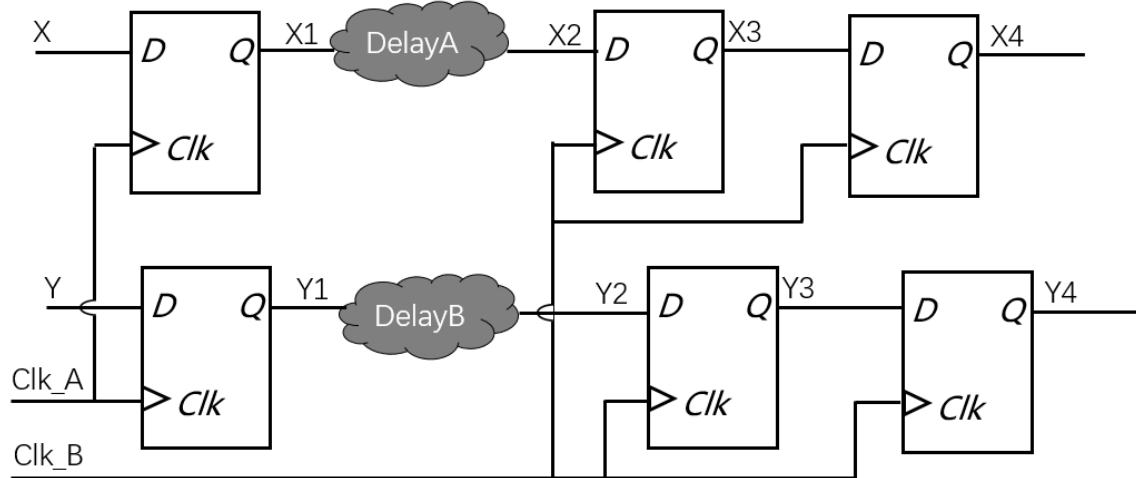 X
D Q
Clk
X1
DelayA
X2
D Q
Clk
X3
D Q
Clk
X4
Y
D Q
Clk
Y1
DelayB
Y2
D Q
Clk
Y3
D Q
Clk
Y4
Clk_A
Clk_B